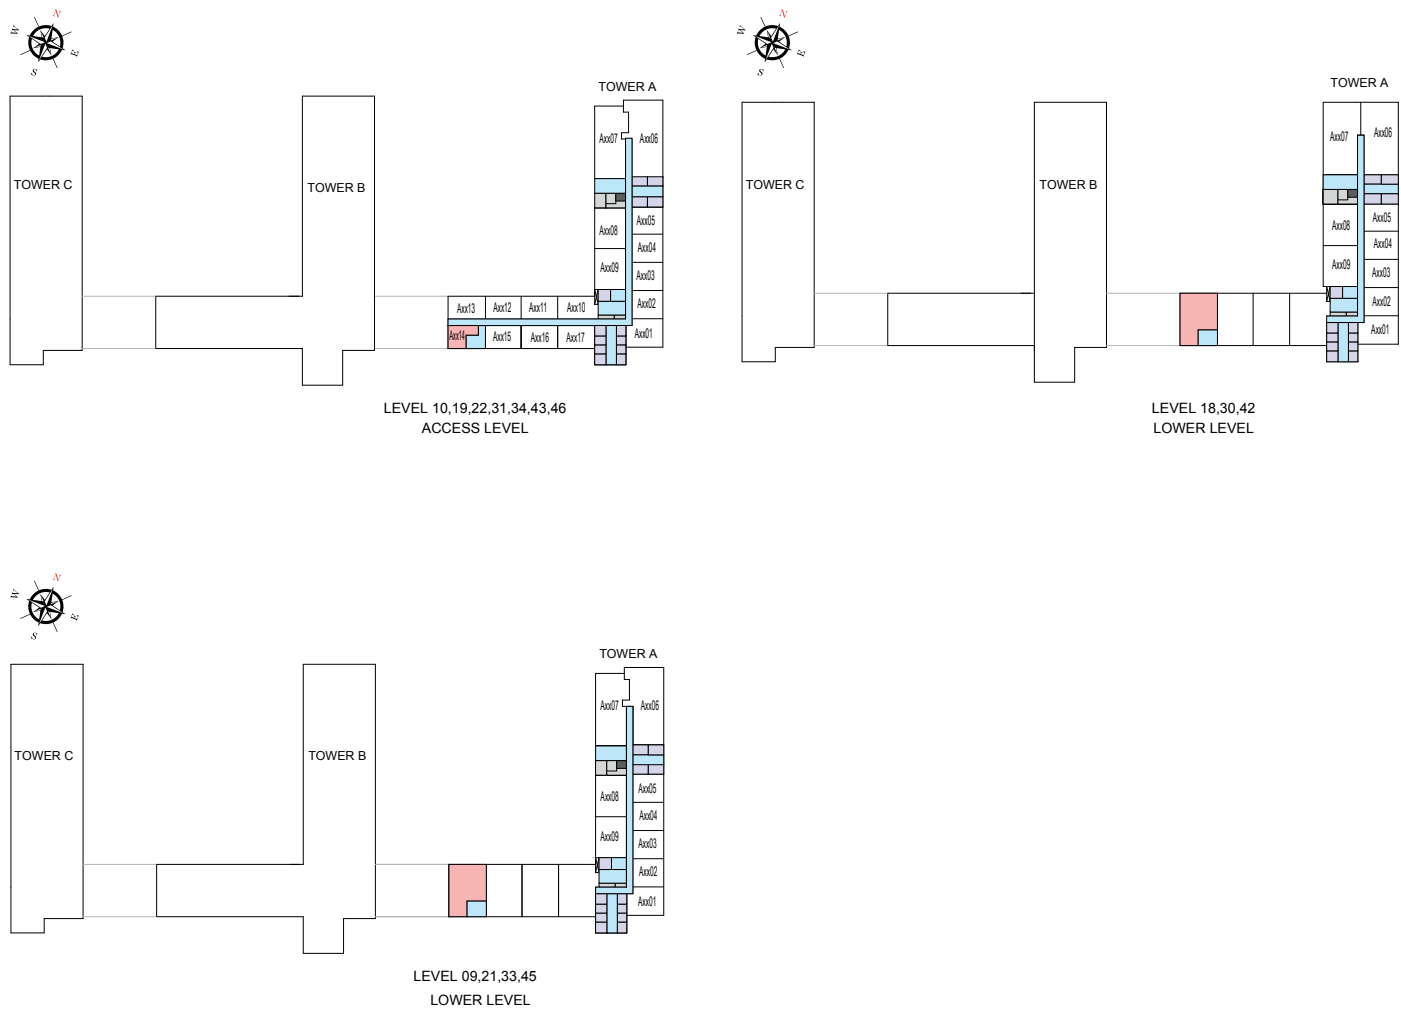 N
W
E
S
TOWER A
Axx07
Axx06
TOWER C
TOWER B
Axx08
Axx05
Axx04
Axx09
Axx03
Axx13
Axx12
Axx11
Axx10
Axx02
Axx14
Axx15
Axx16
Axx17
Axx01
LEVEL 10,19,22,31,34,43,46
ACCESS LEVEL
N
W
E
S
TOWER A
Axx07
Axx06
TOWER C
TOWER B
Axx08
Axx05
Axx04
Axx09
Axx03
Axx02
Axx01
LEVEL 18,30,42
LOWER LEVEL
N
W
E
S
TOWER A
Axx07
Axx06
TOWER C
TOWER B
Axx08
Axx05
Axx04
Axx09
Axx03
Axx02
Axx01
LEVEL 09,21,33,45
LOWER LEVEL